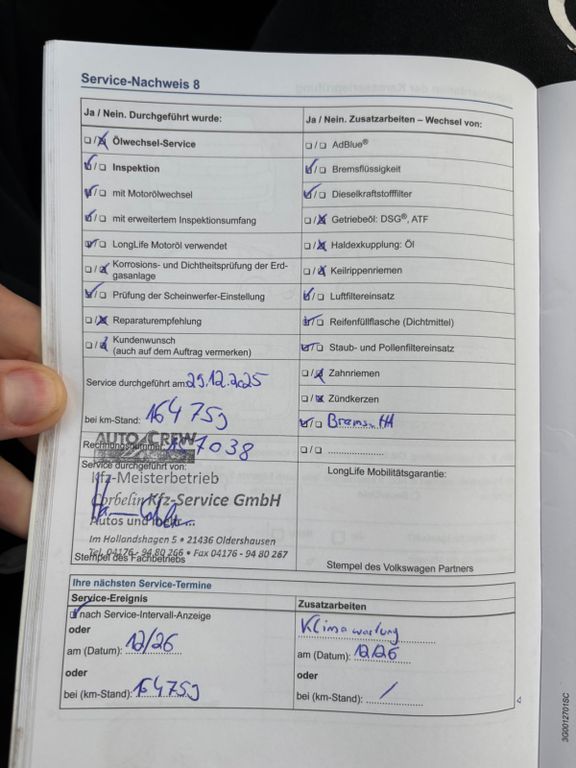 Service-Nachweis 8
Ja / Nein. Durchgeführt wurde:
Ölwechsel-Service
Inspektion
mit Motorölwechsel
mit erweitertem Inspektionsumfang
LongLife Motoröl verwendet
Korrosions- und Dichtheitsprüfung der Erd-
gasanlage
Prüfung der Scheinwerfer-Einstellung
Reparaturempfehlung
Kundenwunsch
(auch auf dem Auftrag vermerken)
Service durchgeführt am 29.12.2025
bei km-Stand: 164759
Rechnungsnummer: 157038
AUTO CREW
Service durchgeführt von:
Kfz-Meisterbetrieb
Corbelin Kfz-Service GmbH
Autos und mehr...
Im Hollandshagen 5 • 21436 Oldershausen
Tel. 04176 - 94 80 266 • Fax 04176 - 94 80 267
Stempel des Fachbetriebs
Ja / Nein. Zusatzarbeiten – Wechsel von:
AdBlue®
Bremsflüssigkeit
Dieselkraftstofffilter
Getriebeöl: DSG®, ATF
Haldexkupplung: Öl
Keilrippenriemen
Luftfiltereinsatz
Reifenfüllflasche (Dichtmittel)
Staub- und Pollenfiltereinsatz
Zahnriemen
Zündkerzen
Brems. HA
LongLife Mobilitätsgarantie:
Stempel des Volkswagen Partners
Ihre nächsten Service-Termine
Service-Ereignis
nach Service-Intervall-Anzeige
oder
am (Datum): 12/26
oder
bei (km-Stand): 164759
Zusatzarbeiten
Klimawartung
am (Datum): 12/26
oder
bei (km-Stand): /
3G0012701SC